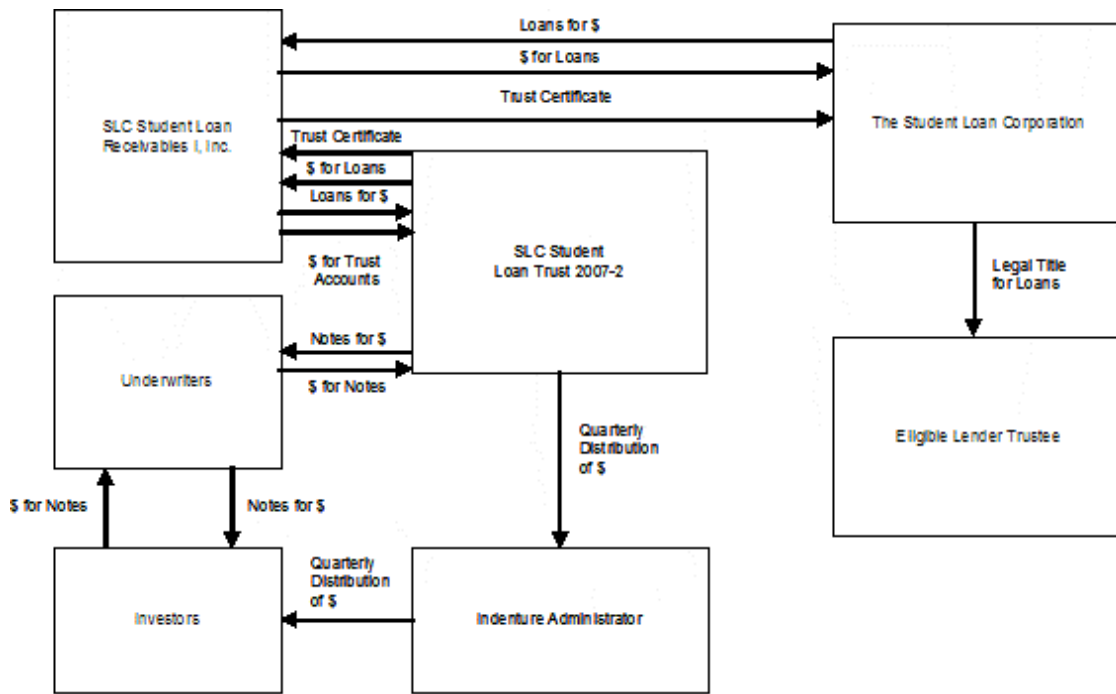 Loans for $
$ for Loans
Trust Certificate
SLC Student Loan
Receivables I, Inc.
The Student Loan Corporation
Trust Certificate
$ for Loans
Loans for $
$ for Trust
Accounts
SLC Student
Loan Trust 2007-2
Legal Title
for Loans
Notes for $
$ for Notes
Underwriters
Quarterly
Distribution
of $
Eligible Lender Trustee
$ for Notes
Notes for $
Quarterly
Distribution
of $
Investors
Indenture Administrator